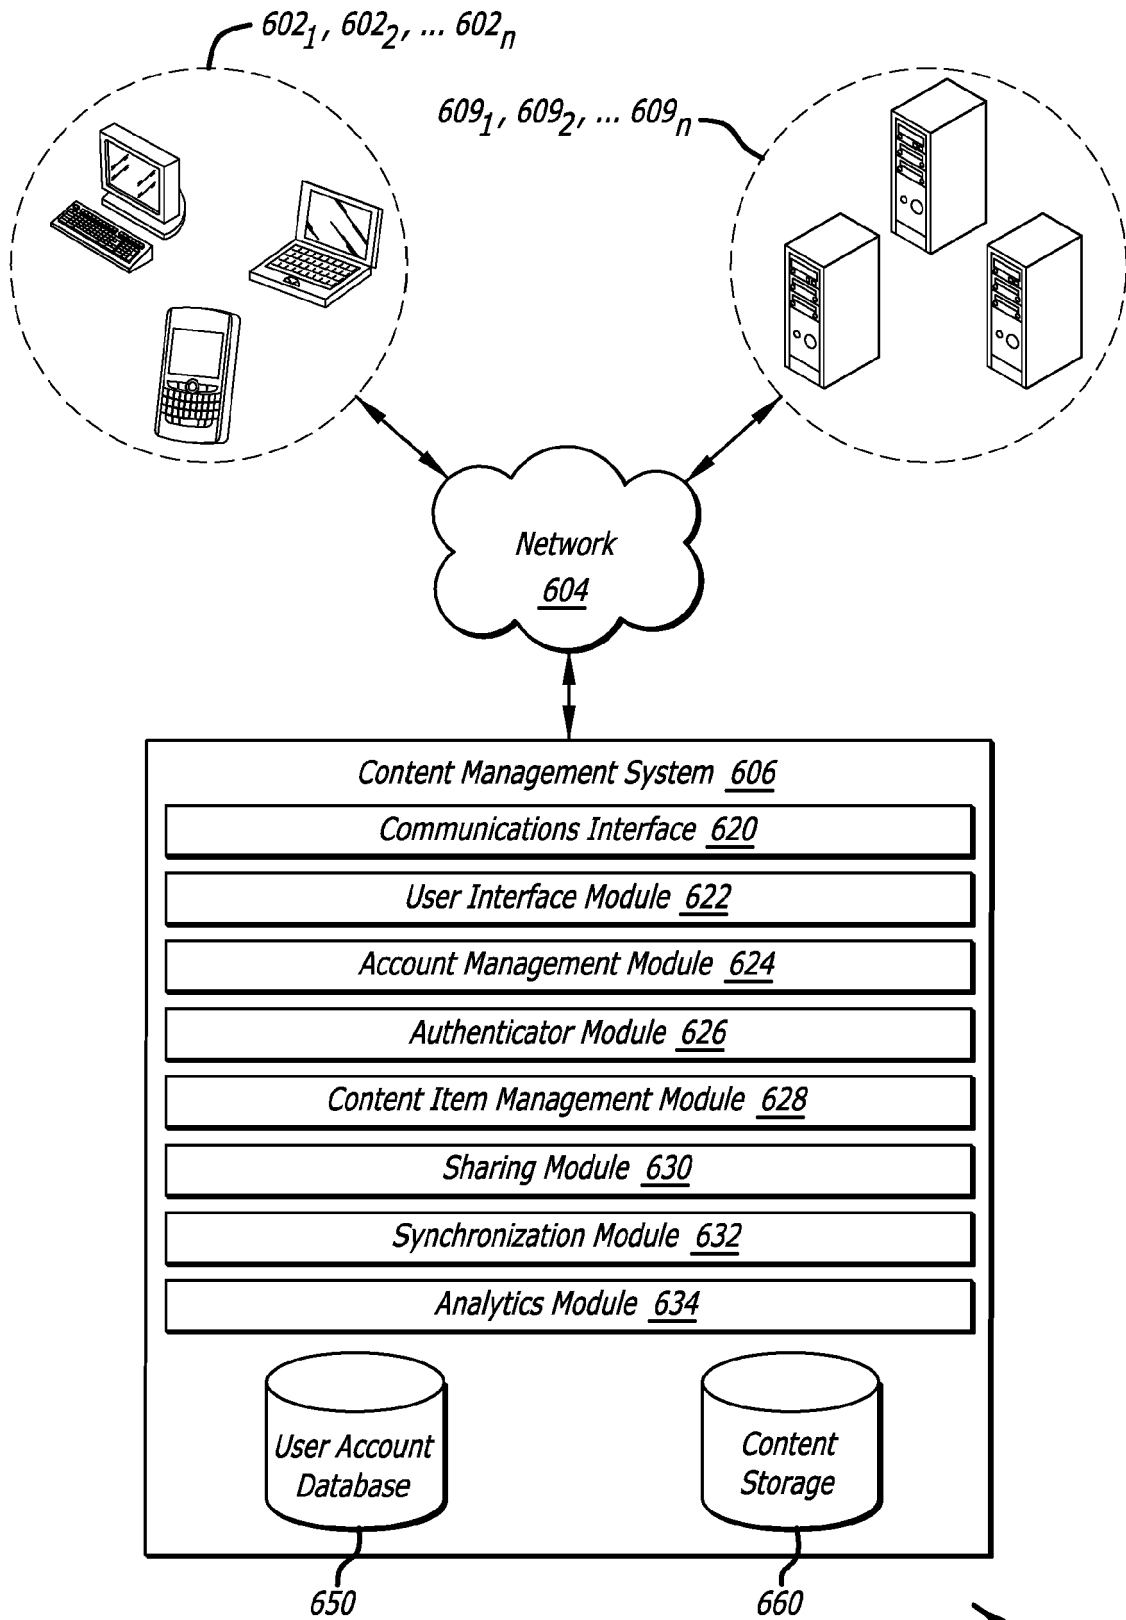 602₁, 602₂, ... 602ₙ
609₁, 609₂, ... 609ₙ
Network
604
Content Management System 606
Communications Interface 620
User Interface Module 622
Account Management Module 624
Authenticator Module 626
Content Item Management Module 628
Sharing Module 630
Synchronization Module 632
Analytics Module 634
User Account
Database
Content
Storage
650
660